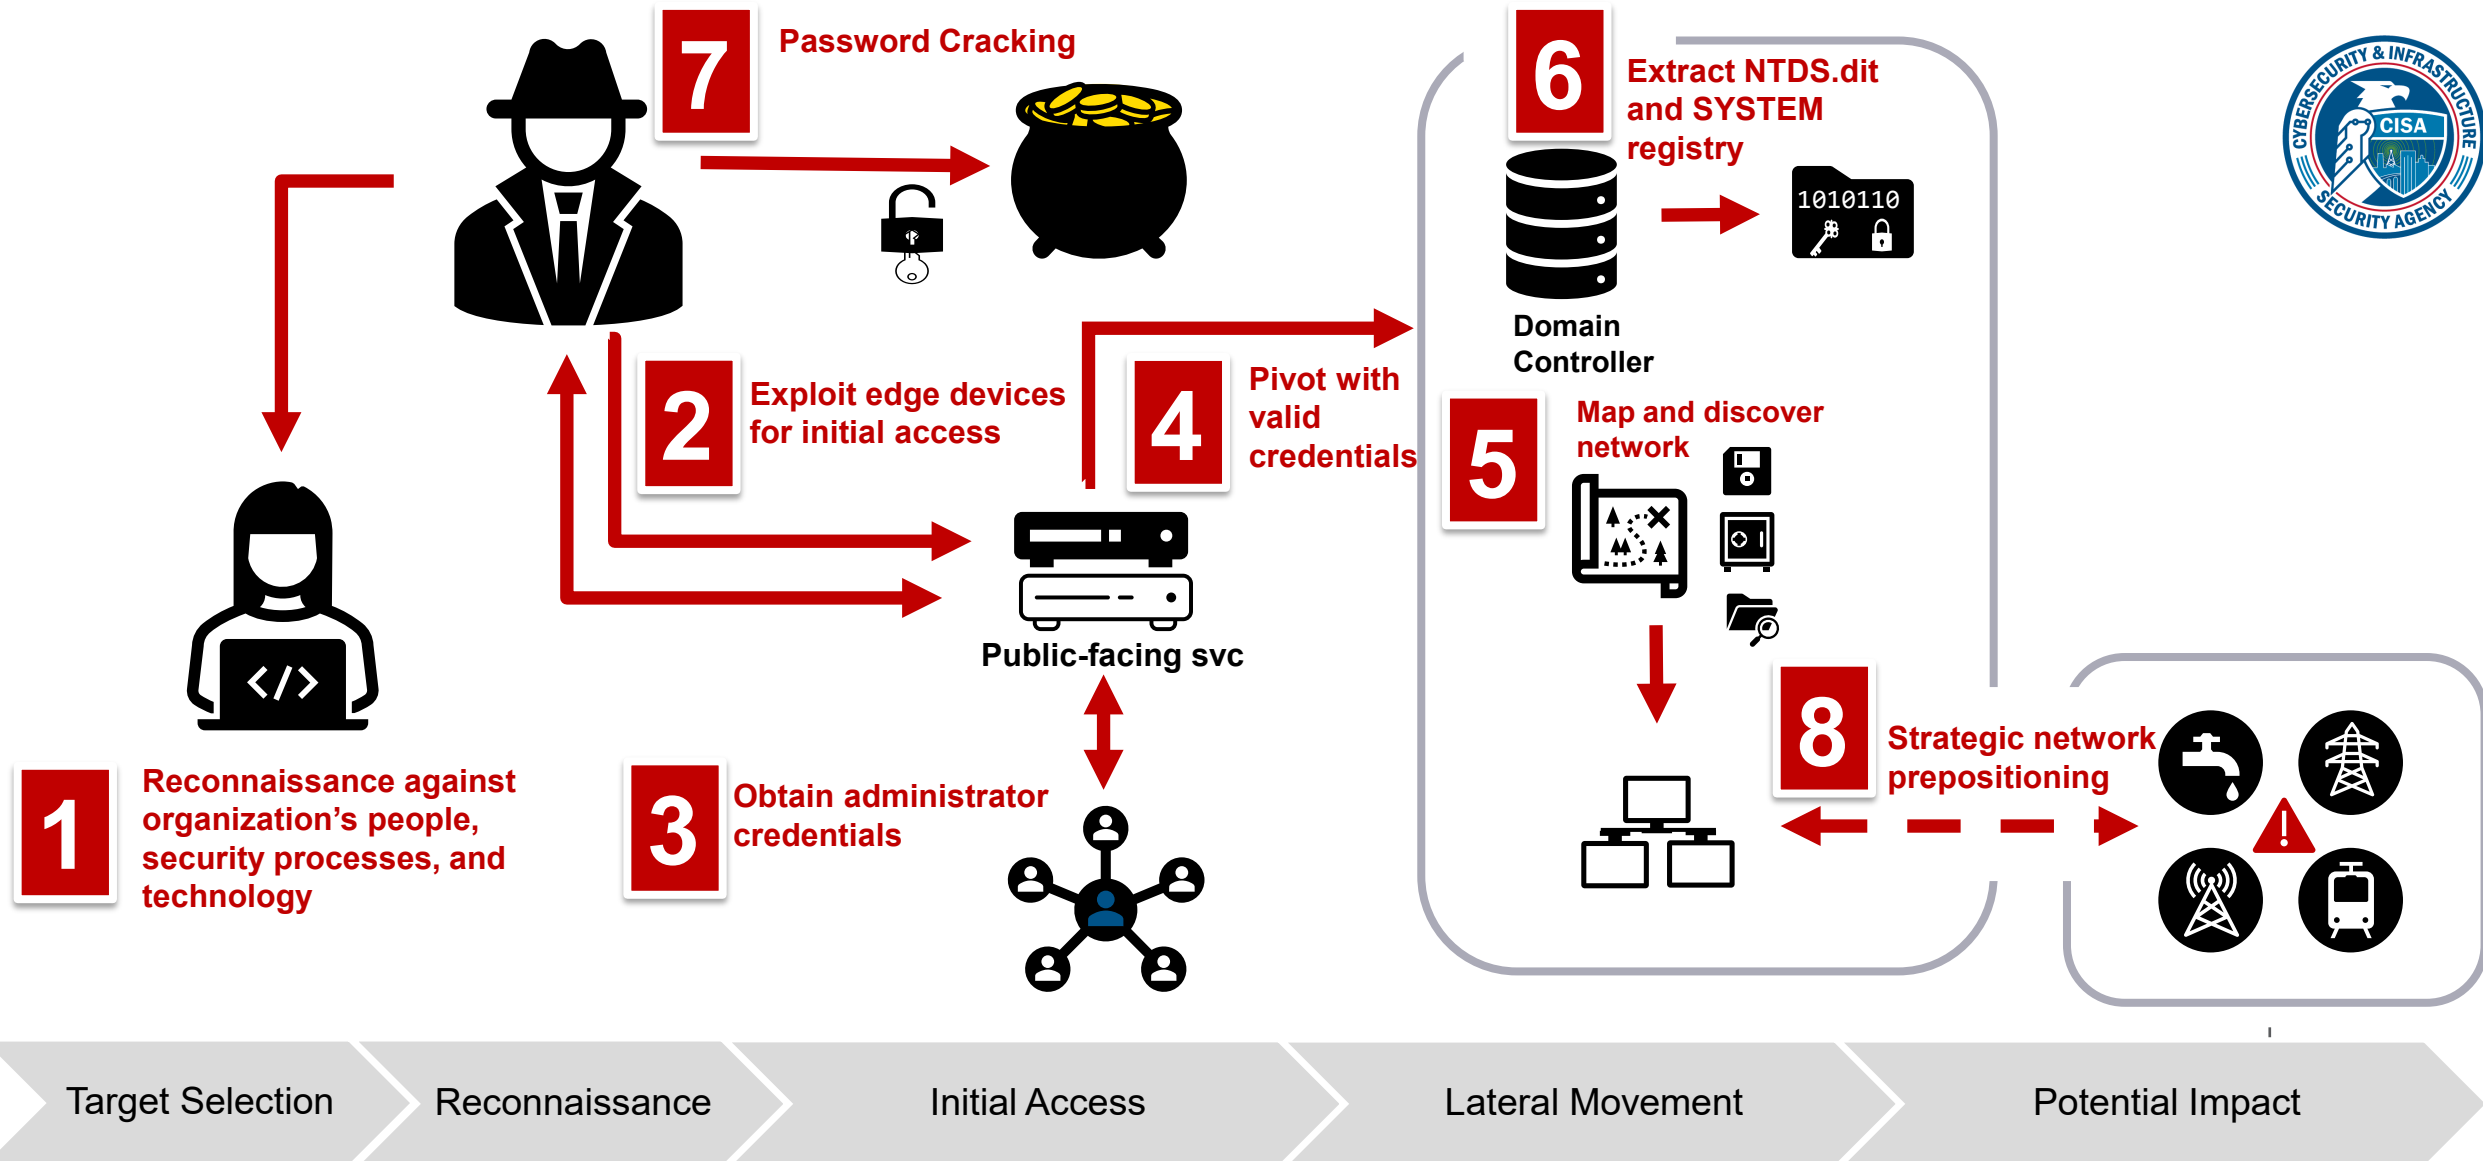 7
Password Cracking
6
Extract NTDS.dit
and SYSTEM
registry
1010110
CYBERSECURITY & INFRASTRUCTURE
CISA
SECURITY AGENCY
Domain
Controller
2
Exploit edge devices
for initial access
4
Pivot with
valid
credentials
5
Map and discover
network
</>
Public-facing svc
1
Reconnaissance against
organization’s people,
security processes, and
technology
3
Obtain administrator
credentials
8
Strategic network
prepositioning
Target Selection
Reconnaissance
Initial Access
Lateral Movement
Potential Impact